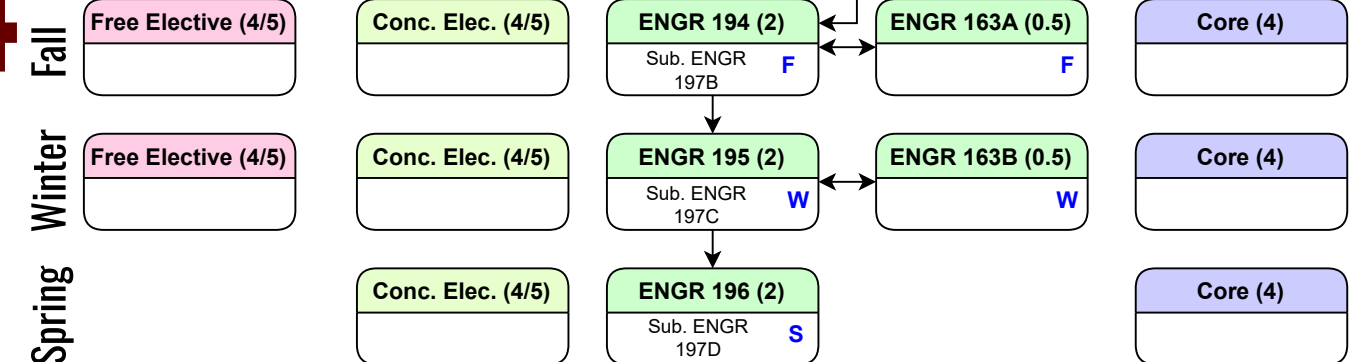 Fall
Free Elective (4/5)
Conc. Elec. (4/5)
ENGR 194 (2)
Sub. ENGR
197B
F
ENGR 163A (0.5)
F
Core (4)
Winter
Free Elective (4/5)
Conc. Elec. (4/5)
ENGR 195 (2)
Sub. ENGR
197C
W
ENGR 163B (0.5)
W
Core (4)
Spring
Conc. Elec. (4/5)
ENGR 196 (2)
Sub. ENGR
197D
S
Core (4)